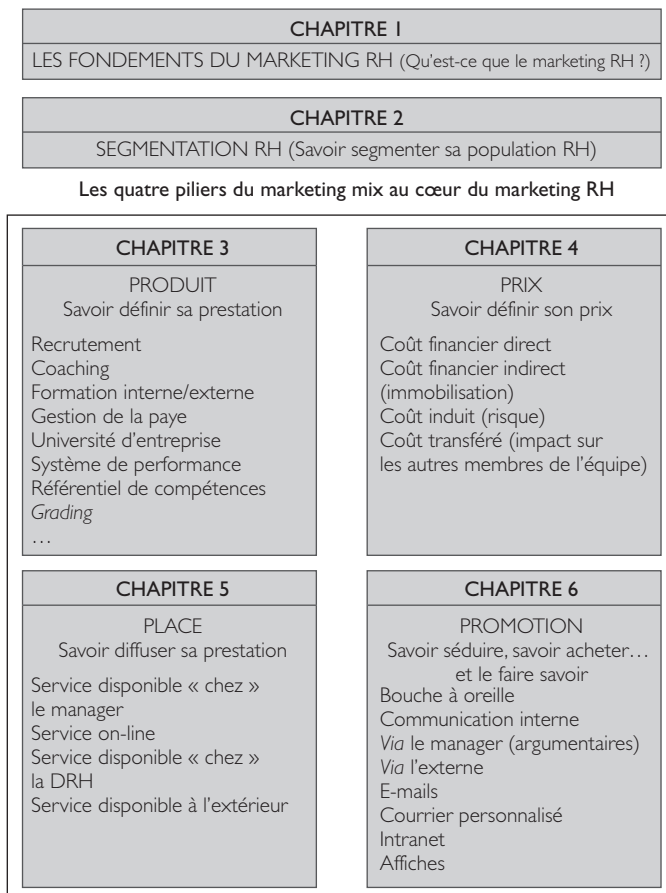 CHAPITRE 1
LES FONDEMENTS DU MARKETING RH (Qu'est-ce que le marketing RH ?)
CHAPITRE 2
SEGMENTATION RH (Savoir segmenter sa population RH)
Les quatre piliers du marketing mix au cœur du marketing RH
CHAPITRE 3
PRODUIT
Savoir définir sa prestation
Recrutement
Coaching
Formation interne/externe
Gestion de la paye
Université d'entreprise
Système de performance
Référentiel de compétences
Grading
…
CHAPITRE 4
PRIX
Savoir définir son prix
Coût financier direct
Coût financier indirect
(immobilisation)
Coût induit (risque)
Coût transféré (impact sur
les autres membres de l'équipe)
CHAPITRE 5
PLACE
Savoir diffuser sa prestation
Service disponible « chez »
le manager
Service on-line
Service disponible « chez »
la DRH
Service disponible à l'extérieur
CHAPITRE 6
PROMOTION
Savoir séduire, savoir acheter…
et le faire savoir
Bouche à oreille
Communication interne
Via le manager (argumentaires)
Via l'externe
E-mails
Courrier personnalisé
Intranet
Affiches